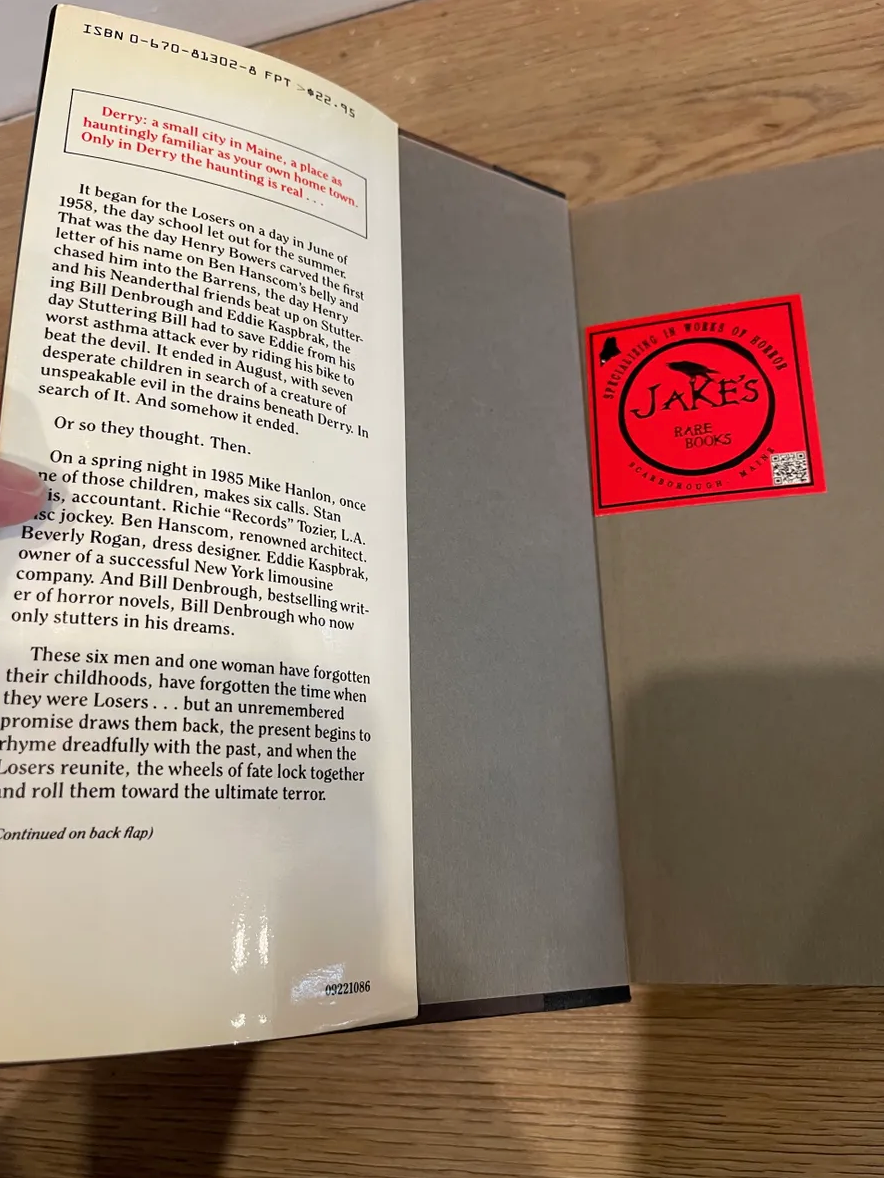 ISBN 0-670-81302-8 FPT >$22.95
Derry: a small city in Maine, a place as
hauntingly familiar as your own home town.
Only in Derry the haunting is real . . .
It began for the Losers on a day in June of
1958, the day school let out for the summer.
That was the day Henry Bowers carved the first
letter of his name on Ben Hanscom's belly and
chased him into the Barrens, the day Henry
and his Neanderthal friends beat up on Stutter-
ing Bill Denbrough and Eddie Kaspbrak, the
day Stuttering Bill had to save Eddie from his
worst asthma attack ever by riding his bike to
beat the devil. It ended in August, with seven
desperate children in search of a creature of
unspeakable evil in the drains beneath Derry. In
search of It. And somehow it ended.
Or so they thought. Then.
On a spring night in 1985 Mike Hanlon, once
ne of those children, makes six calls. Stan
is, accountant. Richie “Records” Tozier, L.A.
isc jockey. Ben Hanscom, renowned architect.
Beverly Rogan, dress designer. Eddie Kaspbrak,
owner of a successful New York limousine
company. And Bill Denbrough, bestselling writ-
er of horror novels, Bill Denbrough who now
only stutters in his dreams.
These six men and one woman have forgotten
their childhoods, have forgotten the time when
they were Losers . . . but an unremembered
promise draws them back, the present begins to
rhyme dreadfully with the past, and when the
Losers reunite, the wheels of fate lock together
and roll them toward the ultimate terror.
Continued on back flap)
09221086
SPECIALIZING IN WORKS OF HORROR
JAKE'S
RARE
BOOKS
SCARBOROUGH, MAINE